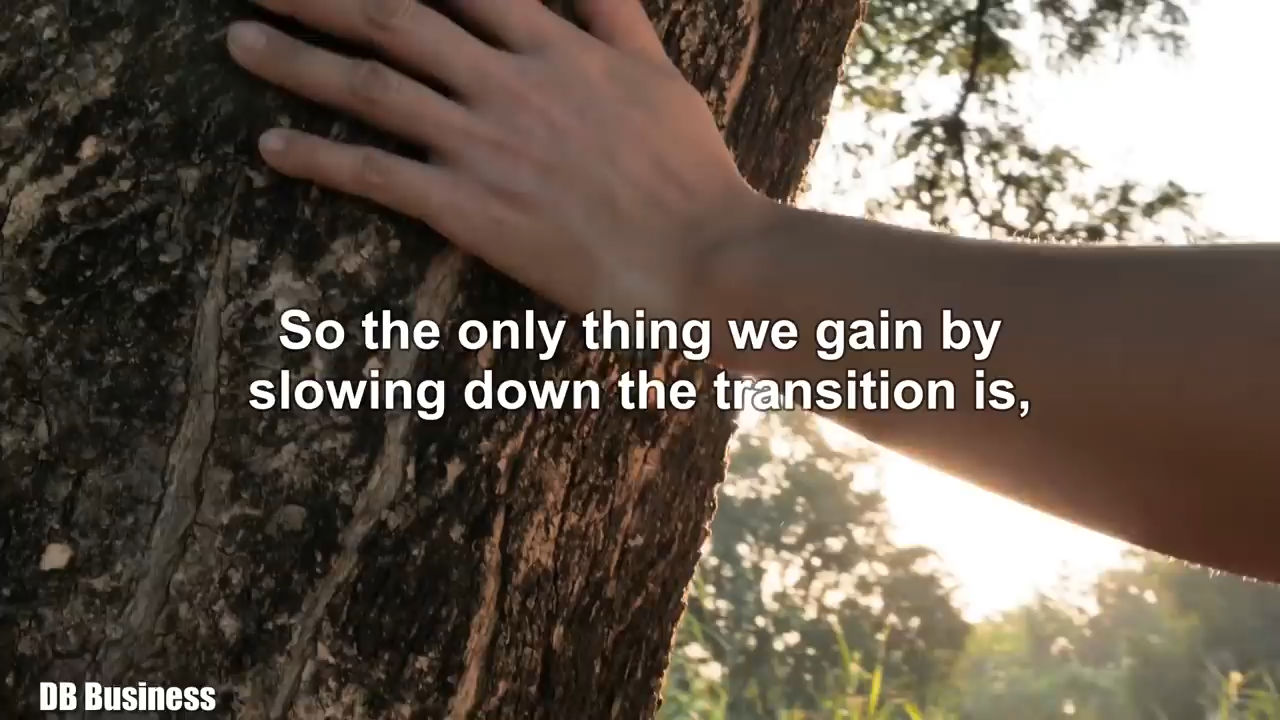 So the only thing we gain by
slowing down the transition is,
DB Business